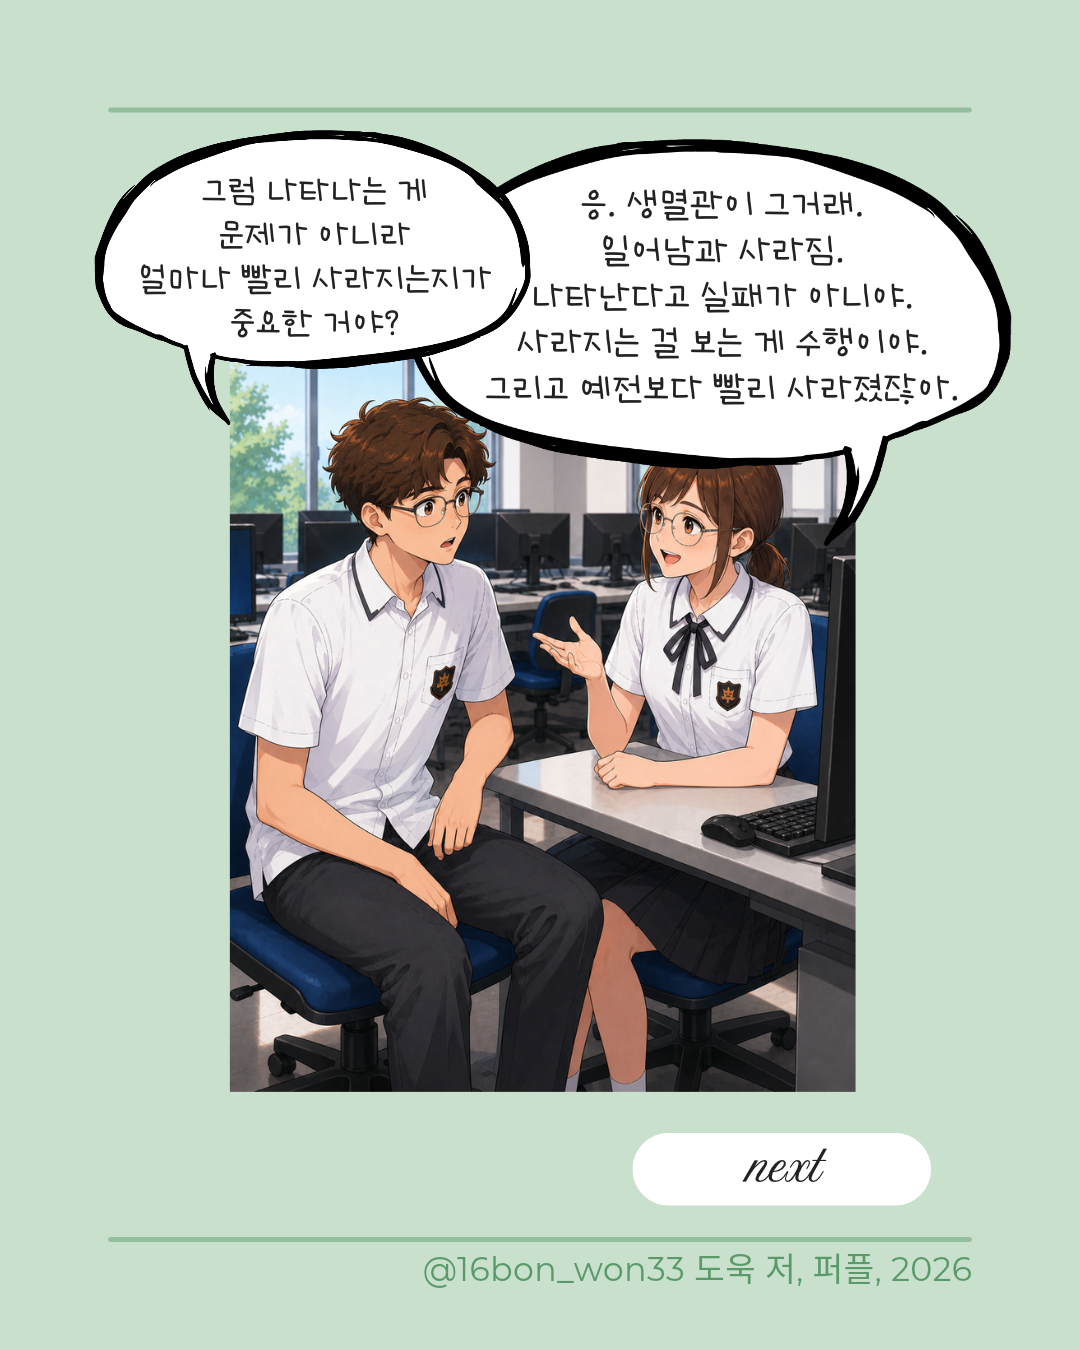 그럼 나타나는 게
문제가 아니라
얼마나 빨리 사라지는지가
중요한 거야?
응. 생멸관이 그거래.
일어남과 사라짐.
나타난다고 실패가 아니야.
사라지는 걸 보는 게 수행이야.
그리고 예전보다 빨리 사라졌잖아.
next
@16bon_won33 도욱 저, 퍼플, 2026